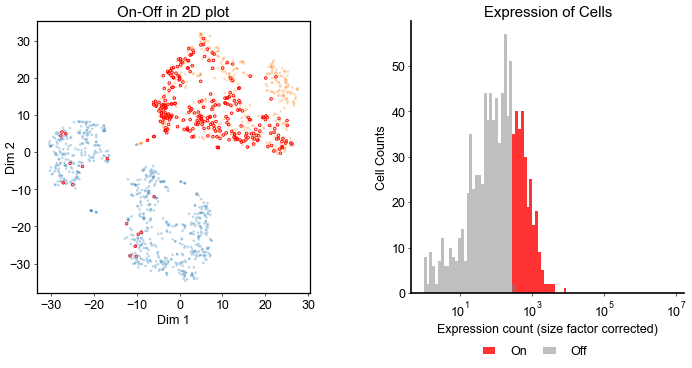 On-Off in 2D plot
30
20
10
0
−10
−20
−30
Dim 2
−30 −20 −10 0 10 20 30
Dim 1
Expression of Cells
50
40
30
20
10
0
Cell Counts
10^1 10^3 10^5 10^7
Expression count (size factor corrected)
On Off